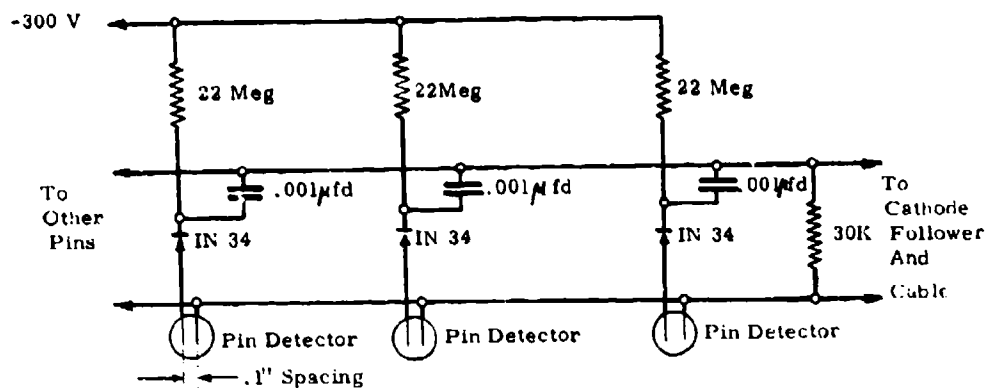 -300 V
22 Meg
22Meg
22 Meg
.001μfd
.001μfd
.001μfd
To
Other
Pins
To
Cathode
Follower
And
Cable
IN 34
IN 34
IN 34
30K
Pin Detector
Pin Detector
Pin Detector
.1" Spacing